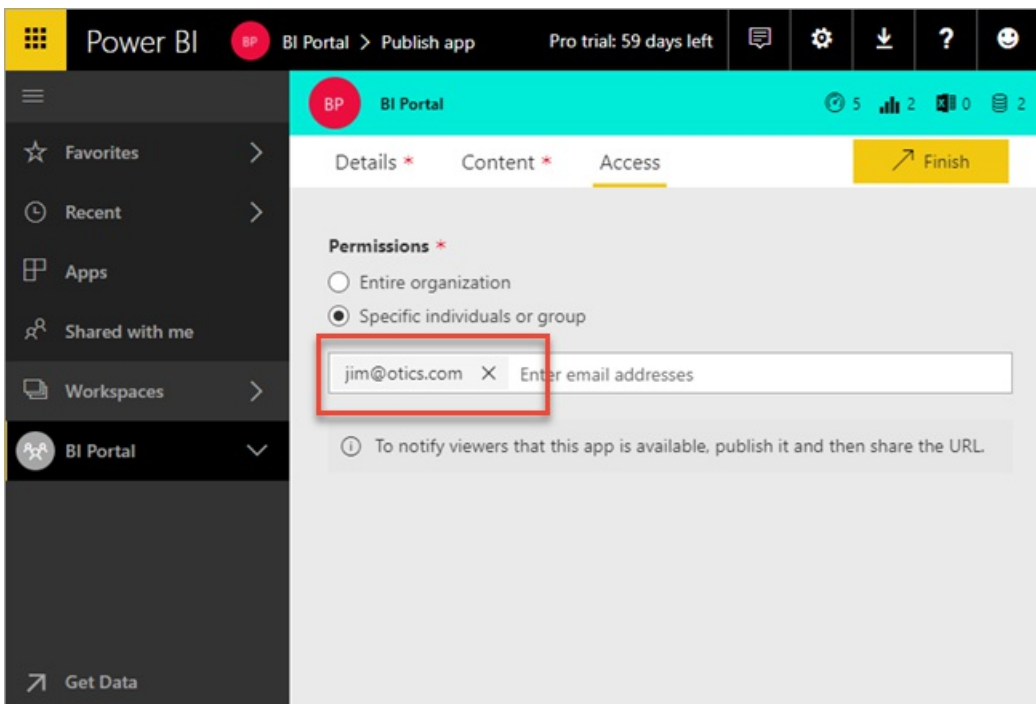 Power BI
BP
BI Portal > Publish app
Pro trial: 59 days left
?
BP
BI Portal
5
2
0
2
Favorites
Recent
Apps
Shared with me
Workspaces
BI Portal
Get Data
Details *
Content *
Access
Finish
Permissions *
Entire organization
Specific individuals or group
jim@otics.com
Enter email addresses
To notify viewers that this app is available, publish it and then share the URL.